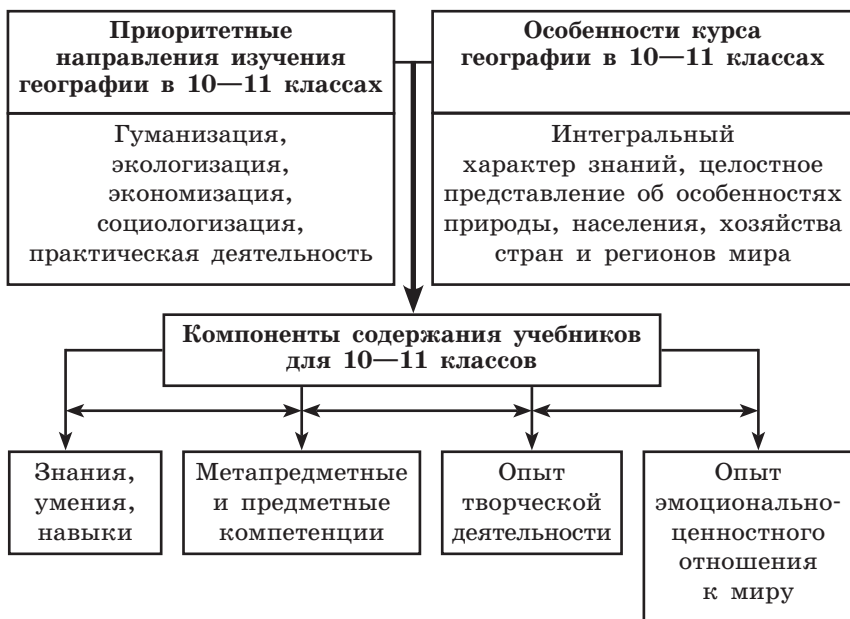 Приоритетные
направления изучения
географии в 10—11 классах
Гуманизация,
экологизация,
экономизация,
социологизация,
практическая деятельность
Особенности курса
географии в 10—11 классах
Интегральный
характер знаний, целостное
представление об особенностях
природы, населения, хозяйства
стран и регионов мира
Компоненты содержания учебников
для 10—11 классов
Знания,
умения,
навыки
Метапредметные
и предметные
компетенции
Опыт
творческой
деятельности
Опыт
эмоционально-
ценностного
отношения
к миру